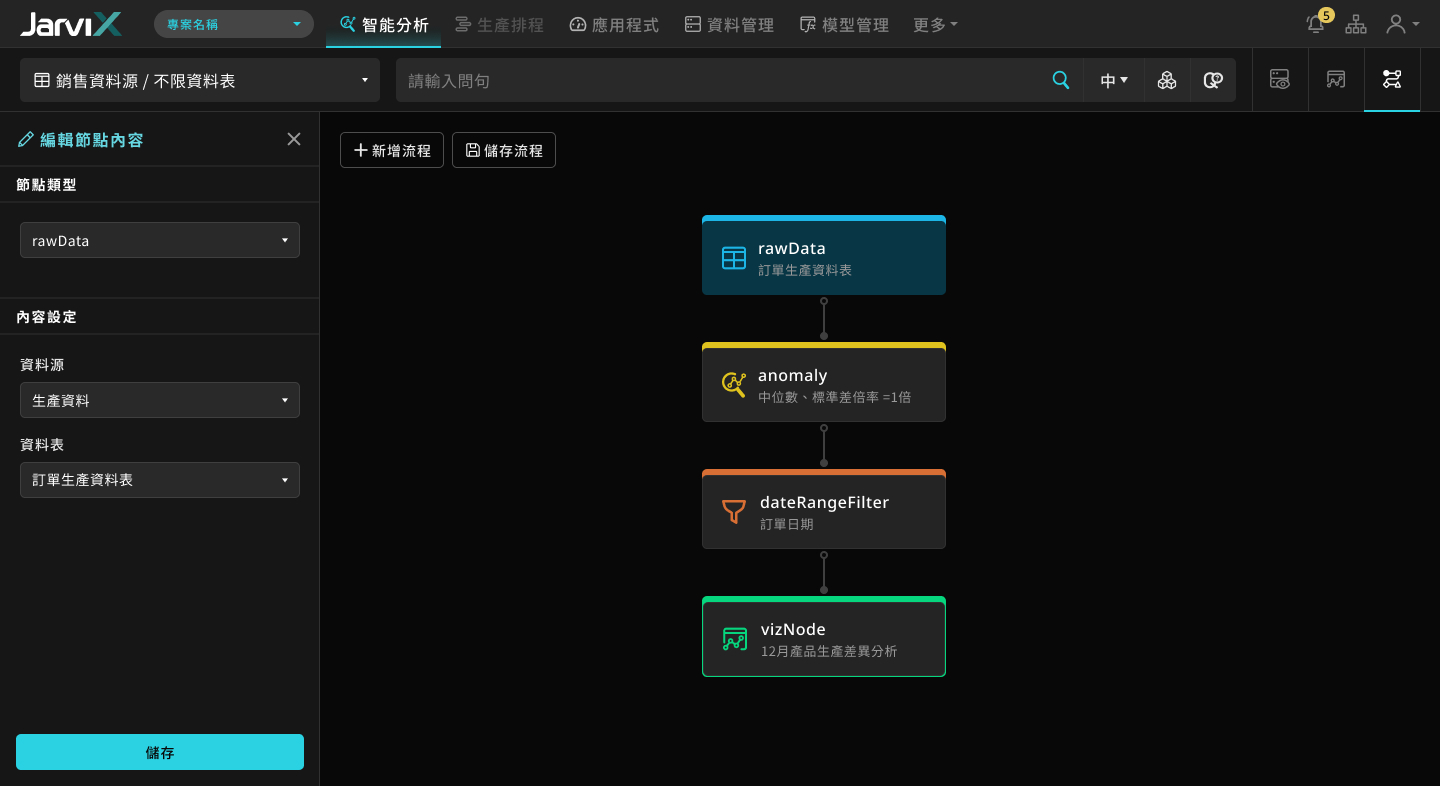 JarviX
專案名稱
智能分析
生產排程
應用程式
資料管理
模型管理
更多
5
銷售資料源 / 不限資料表
請輸入問句
中
編輯節點內容
節點類型
rawData
內容設定
資料源
生產資料
資料表
訂單生產資料表
儲存
新增流程
儲存流程
rawData
訂單生產資料表
anomaly
中位數、標準差倍率 =1倍
dateRangeFilter
訂單日期
vizNode
12月產品生產差異分析